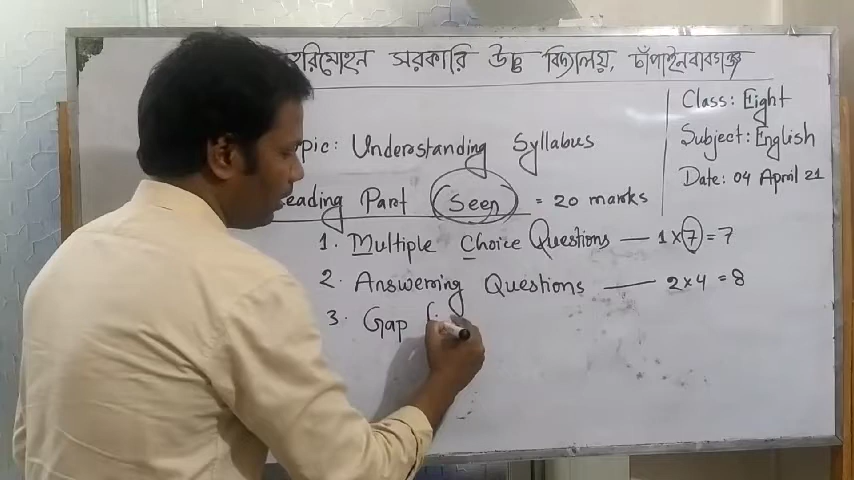 হরিমোহন সরকারি উচ্চ বিদ্যালয়, চাঁপাইনবাবগঞ্জ
Class: Eight
Subject: English
Date: 04 April 21
pic: Understanding Syllabus
eading Part (Seen) = 20 marks
1. Multiple Choice Questions — 1×7=7
2. Answering Questions — 2×4 =8
3. Gap